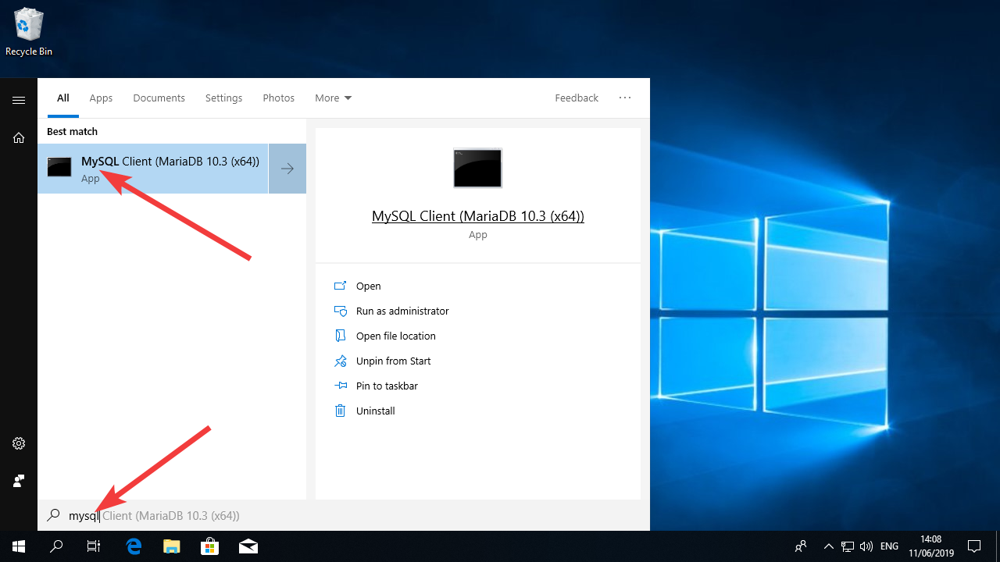 Recycle Bin
All Apps Documents Settings Photos More Feedback
Best match
MySQL Client (MariaDB 10.3 (x64))
App
MySQL Client (MariaDB 10.3 (x64))
App
Open
Run as administrator
Open file location
Unpin from Start
Pin to taskbar
Uninstall
mysql Client (MariaDB 10.3 (x64))
ENG
14:08
11/06/2019